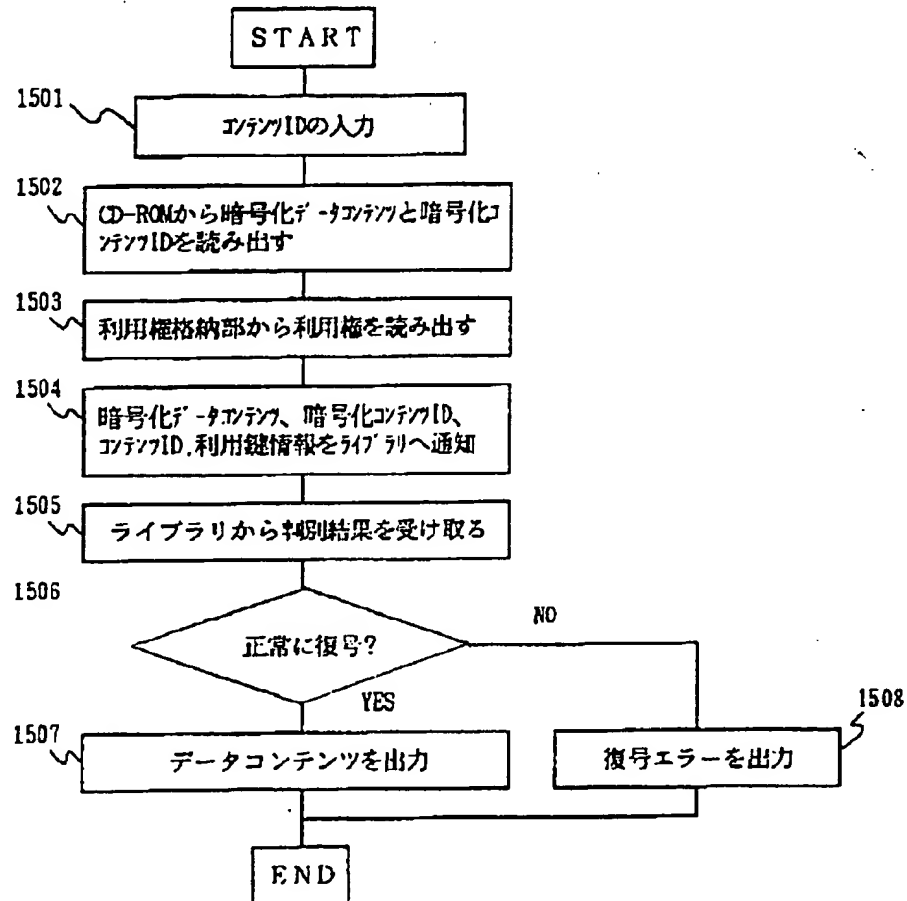 START
1501
コンテンツIDの入力
1502
CD-ROMから暗号化データコンテンツと暗号化コ
ンテンツIDを読み出す
1503
利用権格納部から利用権を読み出す
1504
暗号化データコンテンツ、暗号化コンテンツID、
コンテンツID,利用鍵情報をライブラリへ通知
1505
ライブラリから判別結果を受け取る
1506
正常に復号?
NO
YES
1507
データコンテンツを出力
1508
復号エラーを出力
END